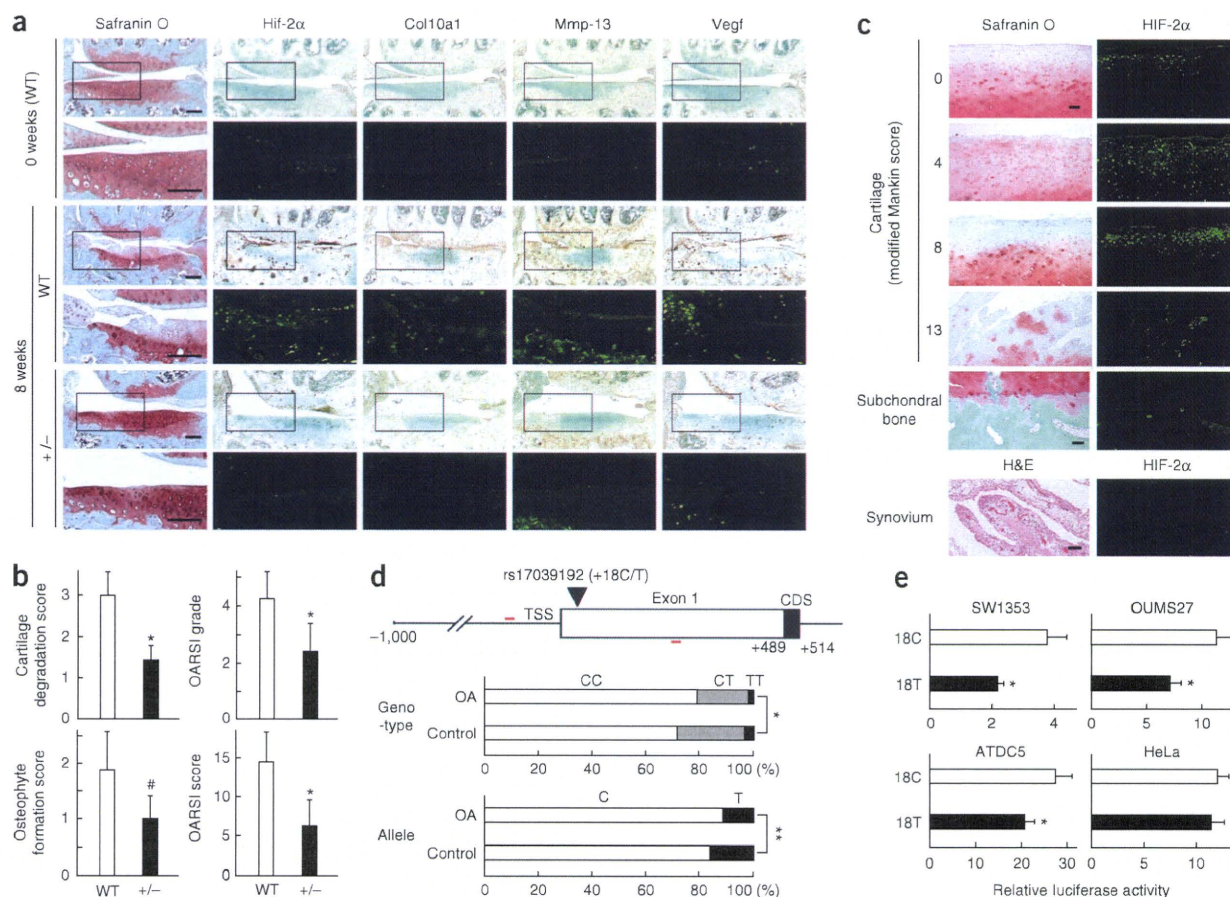 a
Safranin O Hif-2α Col10a1 Mmp-13 Vegf
0 weeks (WT)
8 weeks
WT
+/–
b
Cartilage
degradation score
3
2
1
0
*
OARSI grade
4
2
0
*
Osteophyte
formation score
2
1
0
#
WT +/–
OARSI score
15
10
5
0
*
WT +/–
c
Safranin O HIF-2α
Cartilage
(modified Mankin score)
0
4
8
13
Subchondral
bone
H&E HIF-2α
Synovium
d
rs17039192 (+18C/T)
TSS Exon 1 CDS
–1,000 +489 +514
CC CT TT
Geno
-type
OA
Control
*
0 20 40 60 80 100 (%)
C T
Allele
OA
Control
**
0 20 40 60 80 100 (%)
e
SW1353 OUMS27
18C
18T * *
0 2 4 0 5 10
ATDC5 HeLa
18C
18T *
0 10 20 30 0 5 10
Relative luciferase activity